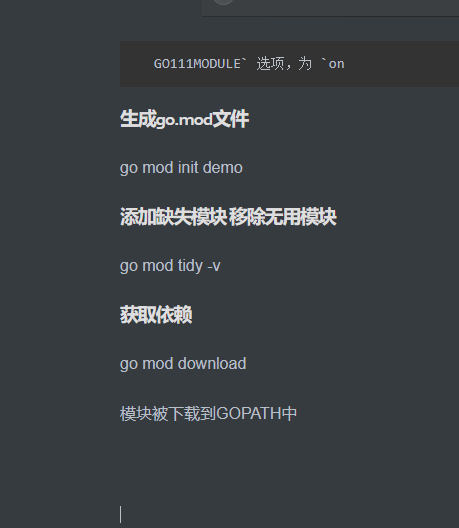 GO111MODULE` 选项，为 `on
生成go.mod文件
go mod init demo
添加缺失模块 移除无用模块
go mod tidy -v
获取依赖
go mod download
模块被下载到GOPATH中